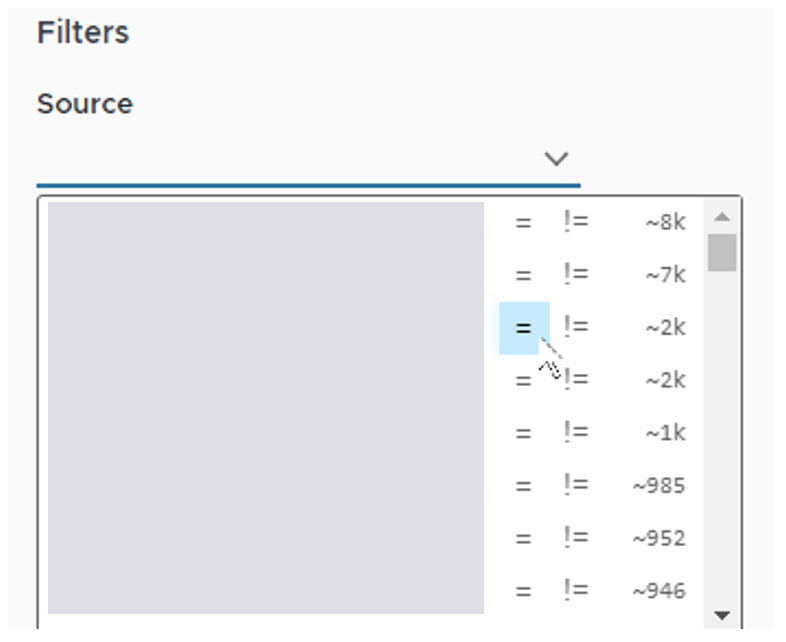 Filters
Source
= != ~8k
= != ~7k
= != ~2k
= != ~2k
= != ~1k
= != ~985
= != ~952
= != ~946